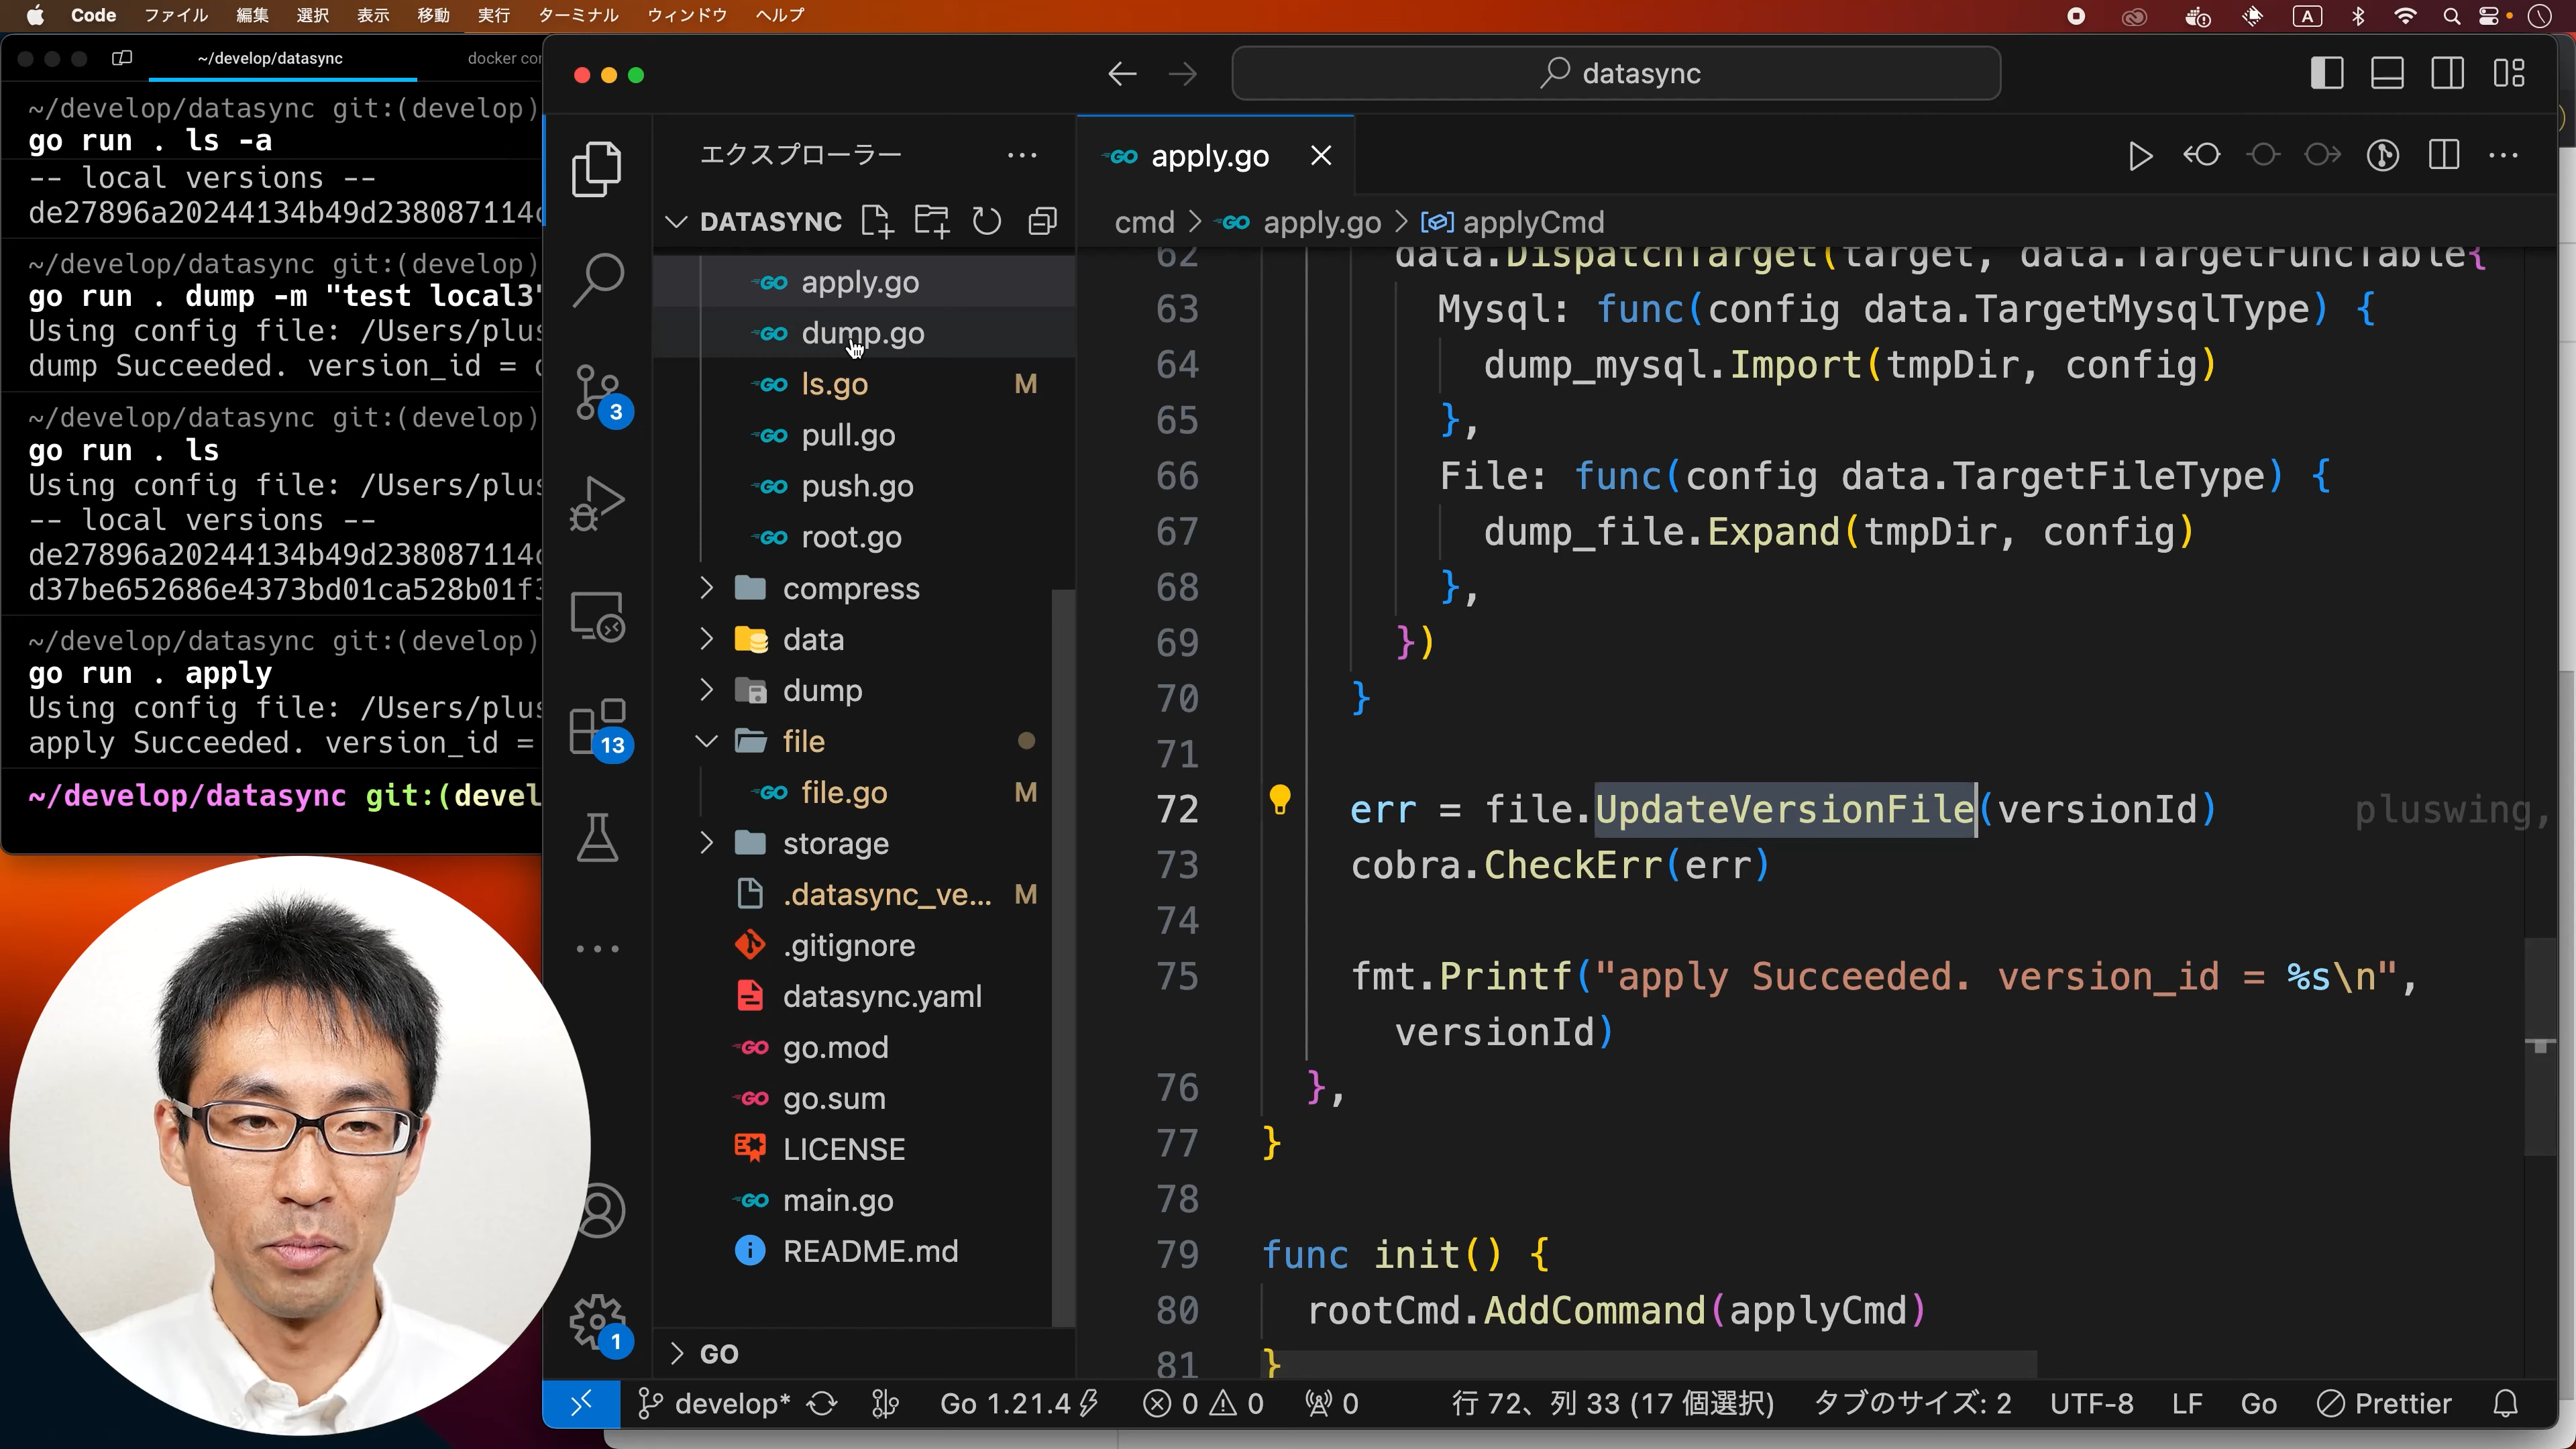 Code ファイル 編集 選択 表示 移動 実行 ターミナル ウィンドウ ヘルプ A
~/develop/datasync docker
~/develop/datasync git:(develop)
go run . ls -a
-- local versions --
de27896a20244134b49d238087114
~/develop/datasync git:(develop)
go run . dump -m "test local3"
Using config file: /Users/plus
dump Succeeded. version_id =
~/develop/datasync git:(develop)
go run . ls
Using config file: /Users/plus
-- local versions --
de27896a20244134b49d238087114
d37be652686e4373bd01ca528b01f3
~/develop/datasync git:(develop)
go run . apply
Using config file: /Users/plus
apply Succeeded. version_id =
~/develop/datasync git:(devel
datasync
エクスプローラー ...
DATASYNC
apply.go
dump.go
ls.go M
pull.go
push.go
root.go
compress
data
dump
file
file.go M
storage
.datasync_ve... M
.gitignore
datasync.yaml
go.mod
go.sum
LICENSE
main.go
README.md
GO
3
13
1
GO apply.go
cmd > GO apply.go > applyCmd
62 data.DispatchTarget(target, data.TargetFuncTable{
63 Mysql: func(config data.TargetMysqlType) {
64 dump_mysql.Import(tmpDir, config)
65 },
66 File: func(config data.TargetFileType) {
67 dump_file.Expand(tmpDir, config)
68 },
69 })
70 }
71
72 err = file.UpdateVersionFile(versionId) pluswing,
73 cobra.CheckErr(err)
74
75 fmt.Printf("apply Succeeded. version_id = %s\n",
versionId)
76 },
77 }
78
79 func init() {
80 rootCmd.AddCommand(applyCmd)
81 }
develop* Go 1.21.4 0 0 0 行 72、列 33 (17 個選択) タブのサイズ: 2 UTF-8 LF Go Prettier